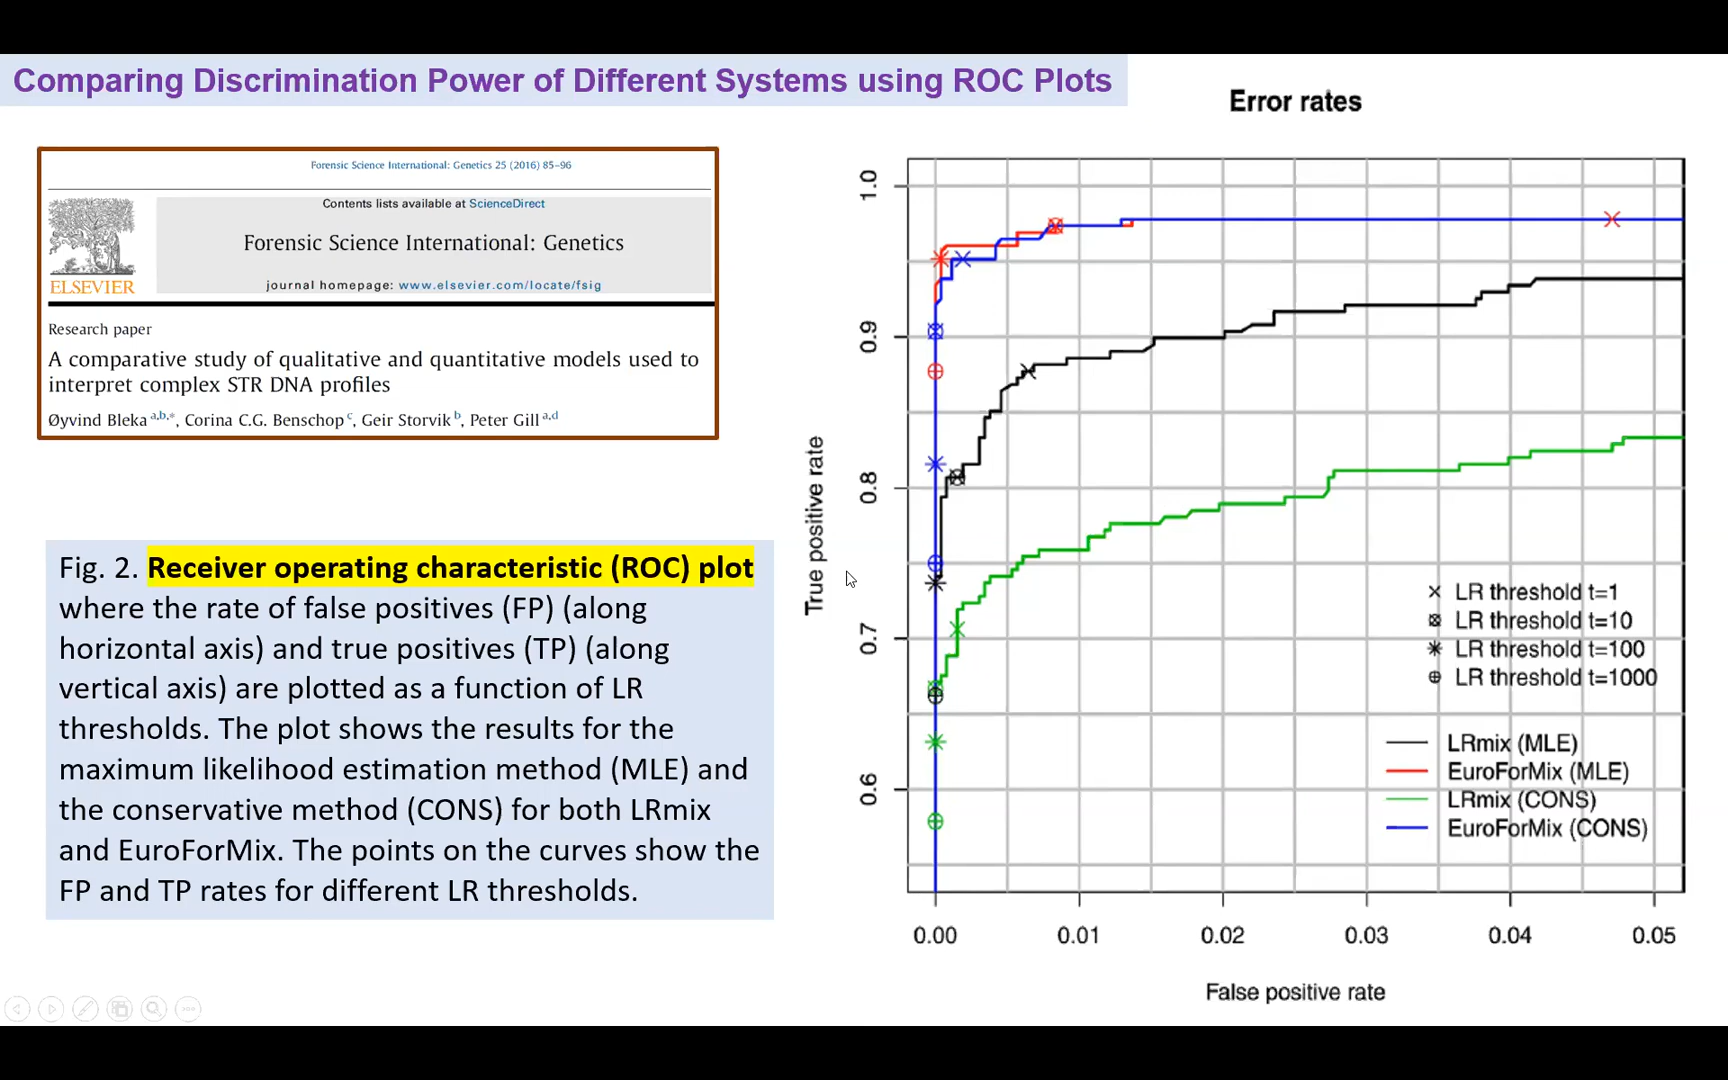 Comparing Discrimination Power of Different Systems using ROC Plots
Forensic Science International: Genetics 25 (2016) 85–96
Contents lists available at ScienceDirect
Forensic Science International: Genetics
journal homepage: www.elsevier.com/locate/fsig
ELSEVIER
Research paper
A comparative study of qualitative and quantitative models used to
interpret complex STR DNA profiles
Øyvind Bleka a,b,*, Corina C.G. Benschop c, Geir Storvik b, Peter Gill a,d
Fig. 2. Receiver operating characteristic (ROC) plot
where the rate of false positives (FP) (along
horizontal axis) and true positives (TP) (along
vertical axis) are plotted as a function of LR
thresholds. The plot shows the results for the
maximum likelihood estimation method (MLE) and
the conservative method (CONS) for both LRmix
and EuroForMix. The points on the curves show the
FP and TP rates for different LR thresholds.
Error rates
True positive rate
1.0
0.9
0.8
0.7
0.6
LR threshold t=1
LR threshold t=10
LR threshold t=100
LR threshold t=1000
LRmix (MLE)
EuroForMix (MLE)
LRmix (CONS)
EuroForMix (CONS)
0.00 0.01 0.02 0.03 0.04 0.05
False positive rate